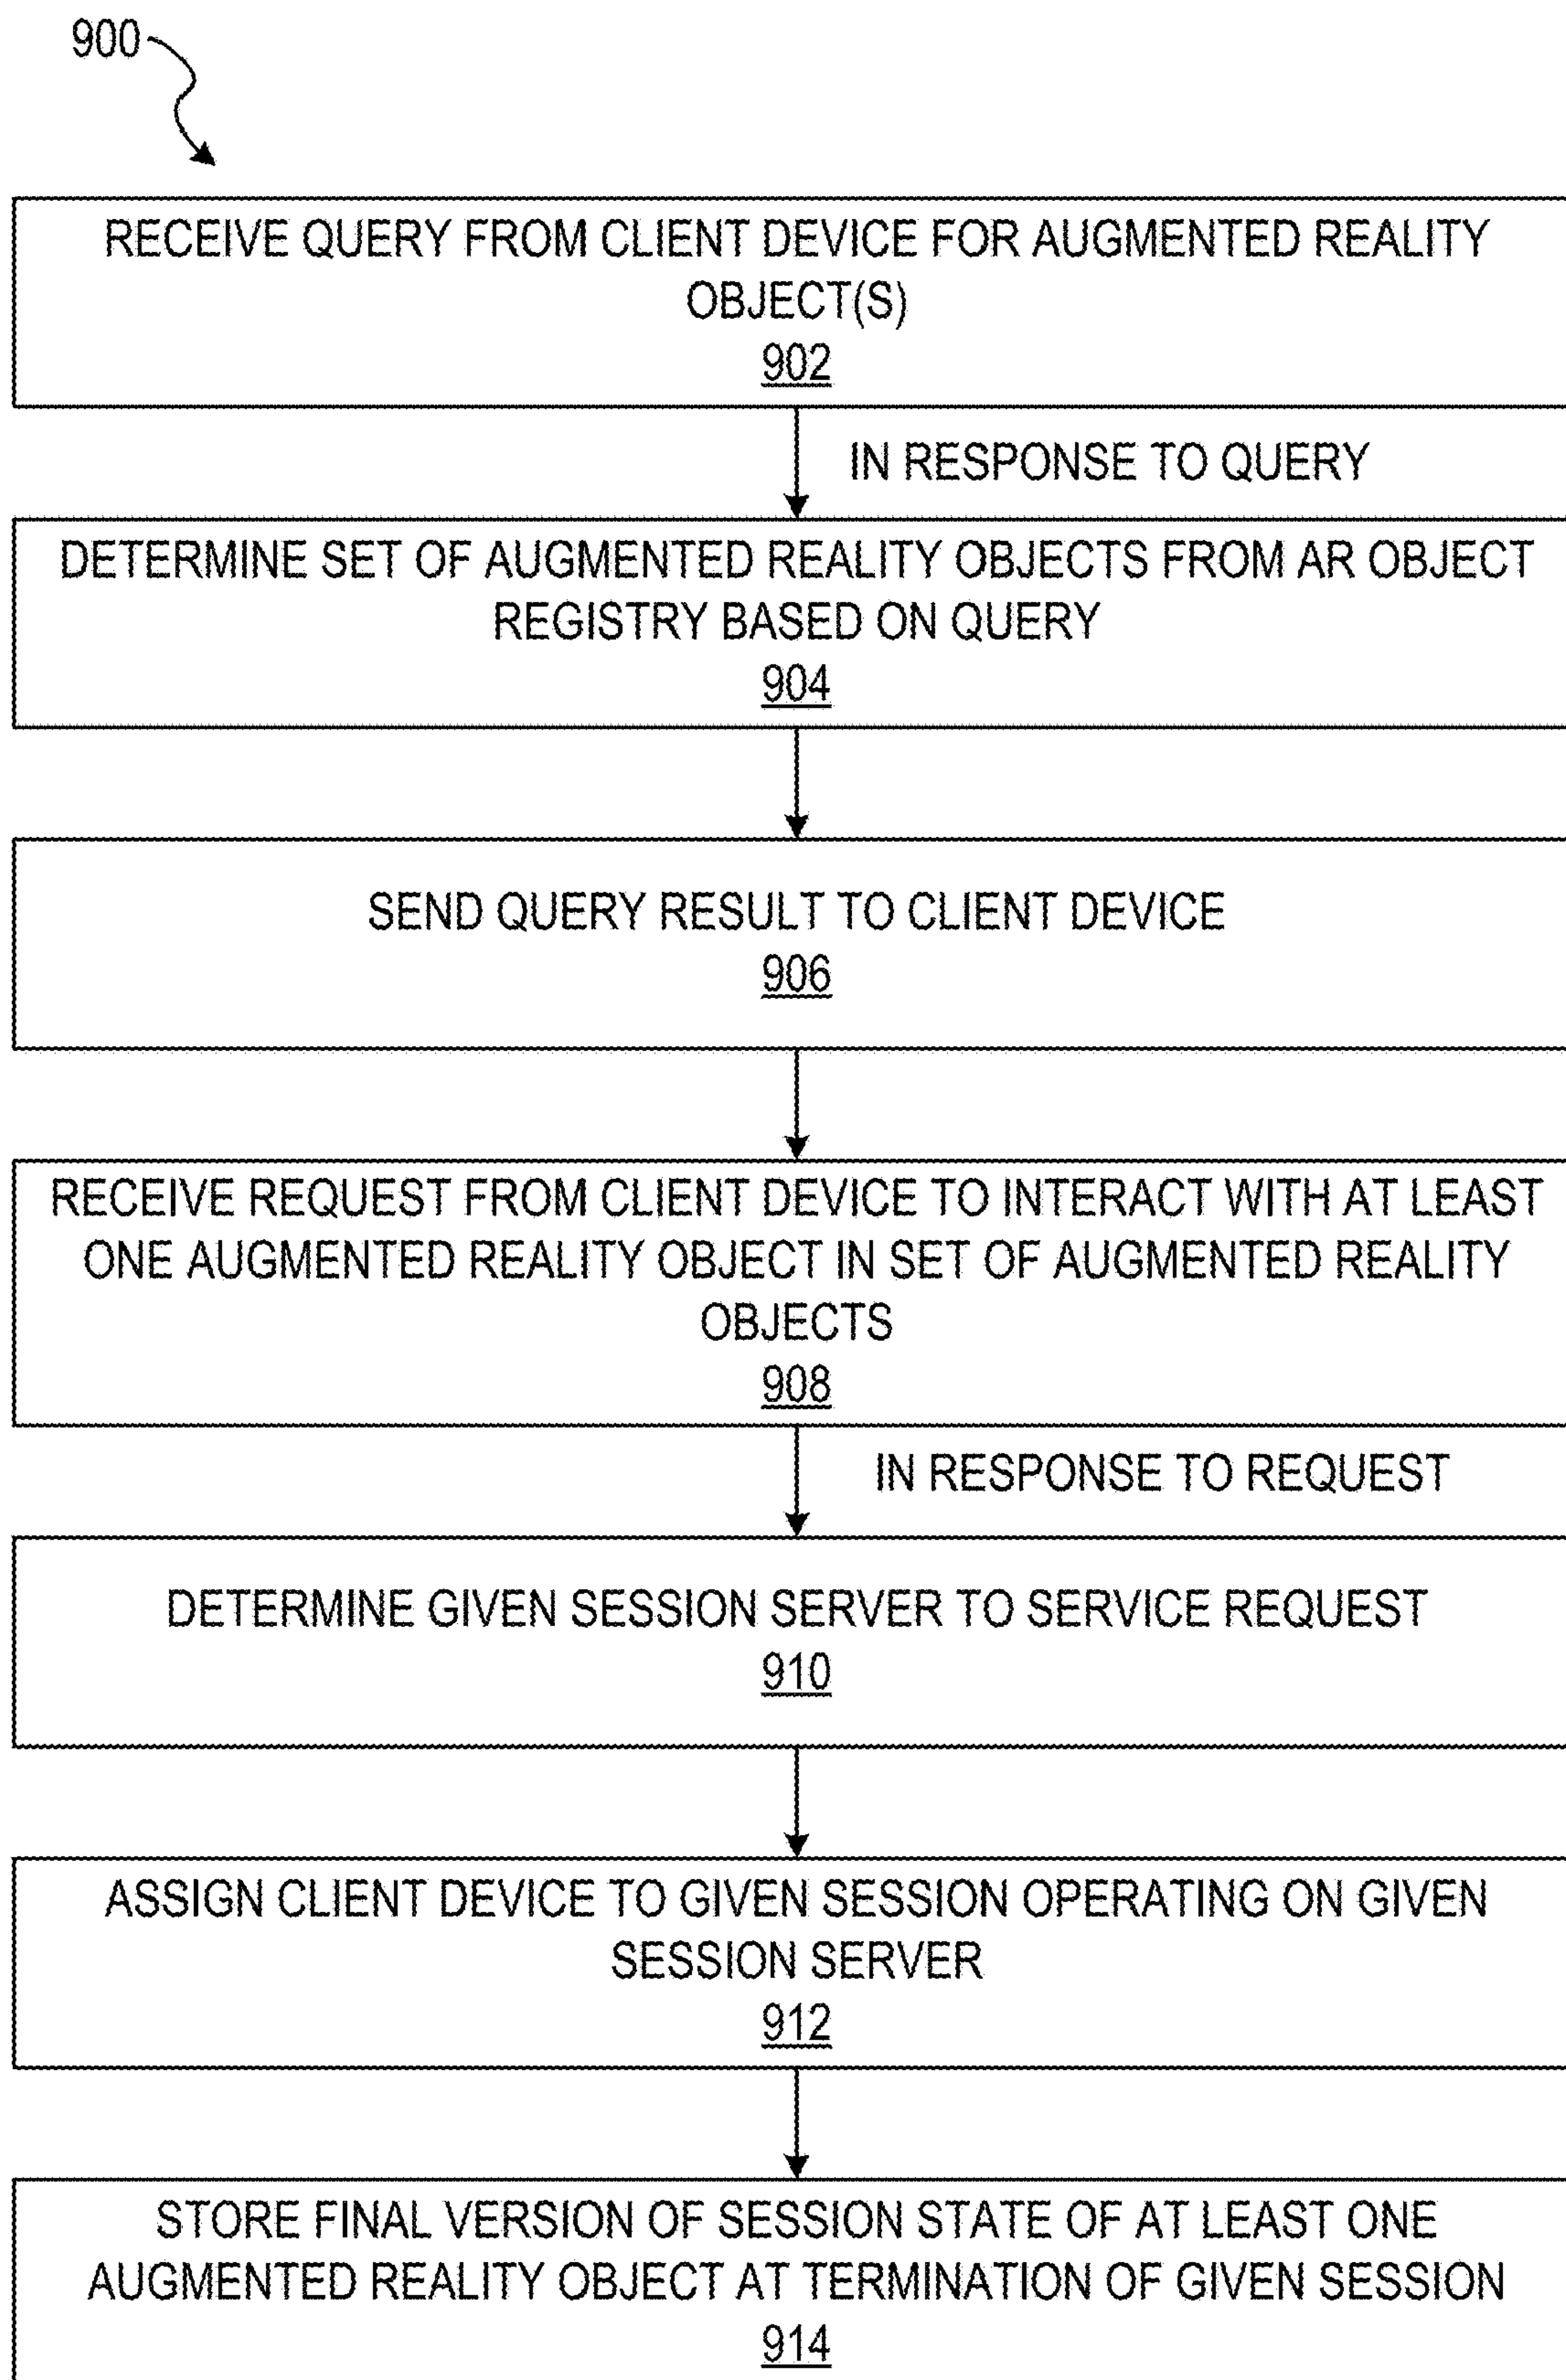 900
RECEIVE QUERY FROM CLIENT DEVICE FOR AUGMENTED REALITY
OBJECT(S)
902
IN RESPONSE TO QUERY
DETERMINE SET OF AUGMENTED REALITY OBJECTS FROM AR OBJECT
REGISTRY BASED ON QUERY
904
SEND QUERY RESULT TO CLIENT DEVICE
906
RECEIVE REQUEST FROM CLIENT DEVICE TO INTERACT WITH AT LEAST
ONE AUGMENTED REALITY OBJECT IN SET OF AUGMENTED REALITY
OBJECTS
908
IN RESPONSE TO REQUEST
DETERMINE GIVEN SESSION SERVER TO SERVICE REQUEST
910
ASSIGN CLIENT DEVICE TO GIVEN SESSION OPERATING ON GIVEN
SESSION SERVER
912
STORE FINAL VERSION OF SESSION STATE OF AT LEAST ONE
AUGMENTED REALITY OBJECT AT TERMINATION OF GIVEN SESSION
914